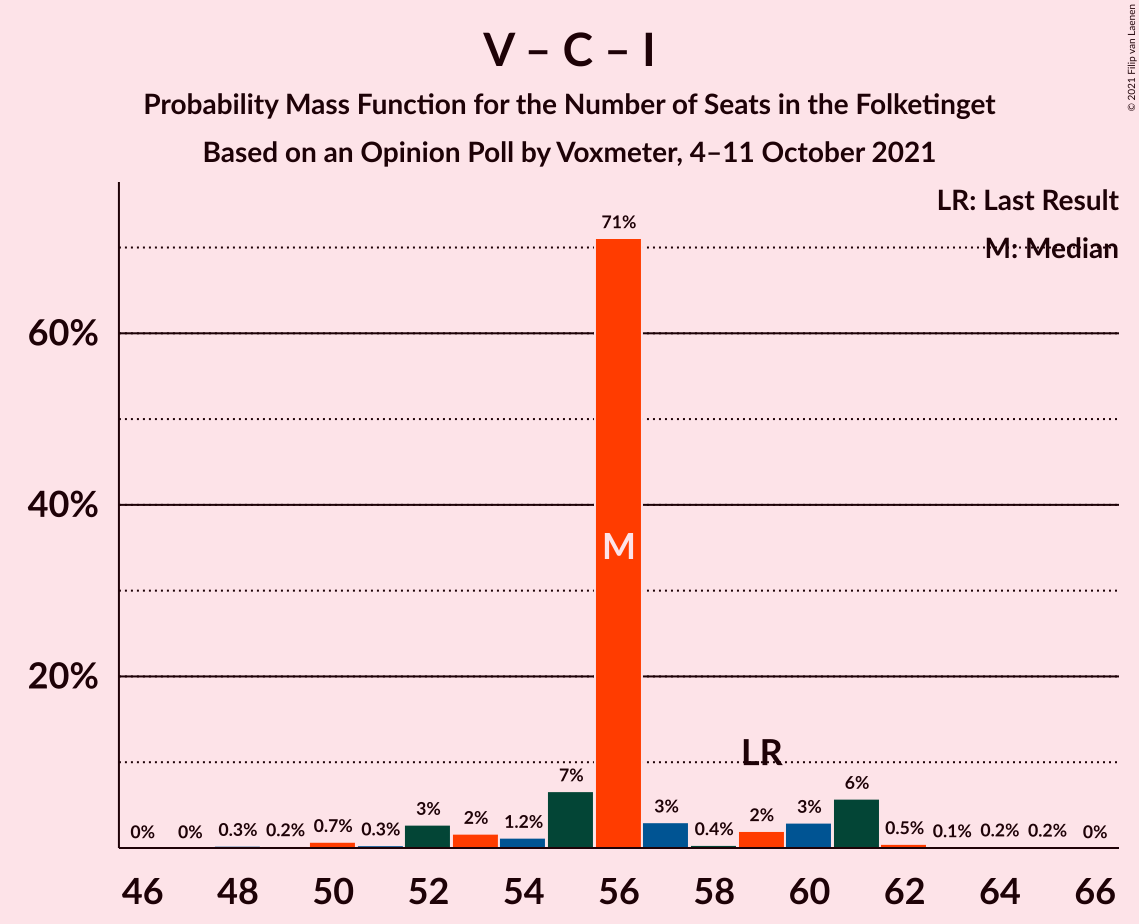 V – C – I
Probability Mass Function for the Number of Seats in the Folketinget
Based on an Opinion Poll by Voxmeter, 4–11 October 2021
© 2021 Filip van Laenen
LR: Last Result
M: Median
60%
40%
20%
0%
0%
0.3%
0.2%
0.7%
0.3%
3%
2%
1.2%
7%
71%
M
3%
0.4%
LR
2%
3%
6%
0.5%
0.1%
0.2%
0.2%
0%
46 48 50 52 54 56 58 60 62 64 66